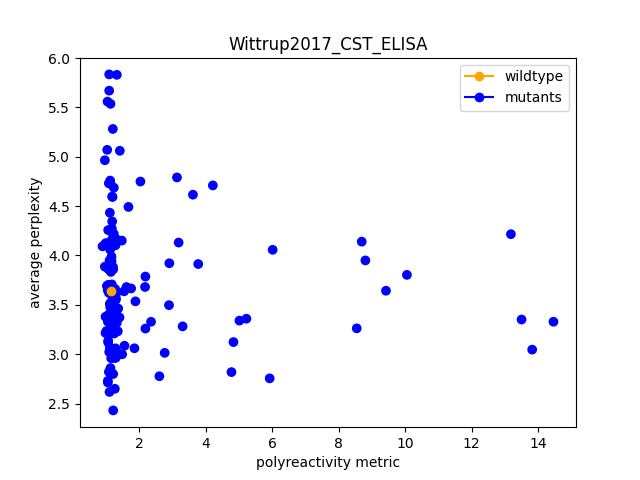 Wittrup2017_CST_ELISA
wildtype
mutants
average perplexity
6.0
5.5
5.0
4.5
4.0
3.5
3.0
2.5
2 4 6 8 10 12 14
polyreactivity metric